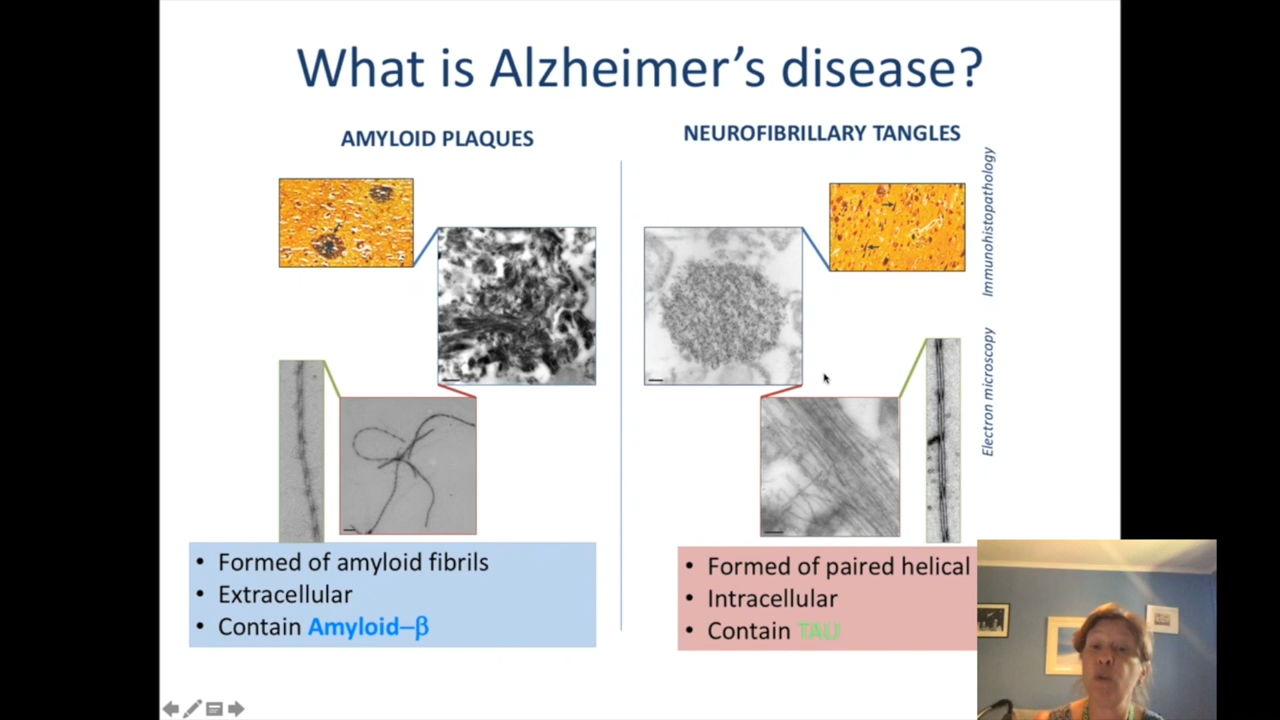 What is Alzheimer's disease?
AMYLOID PLAQUES
NEUROFIBRILLARY TANGLES
Immunohistopathology
Electron microscopy
• Formed of amyloid fibrils
• Extracellular
• Contain Amyloid–β
• Formed of paired helical
• Intracellular
• Contain TAU